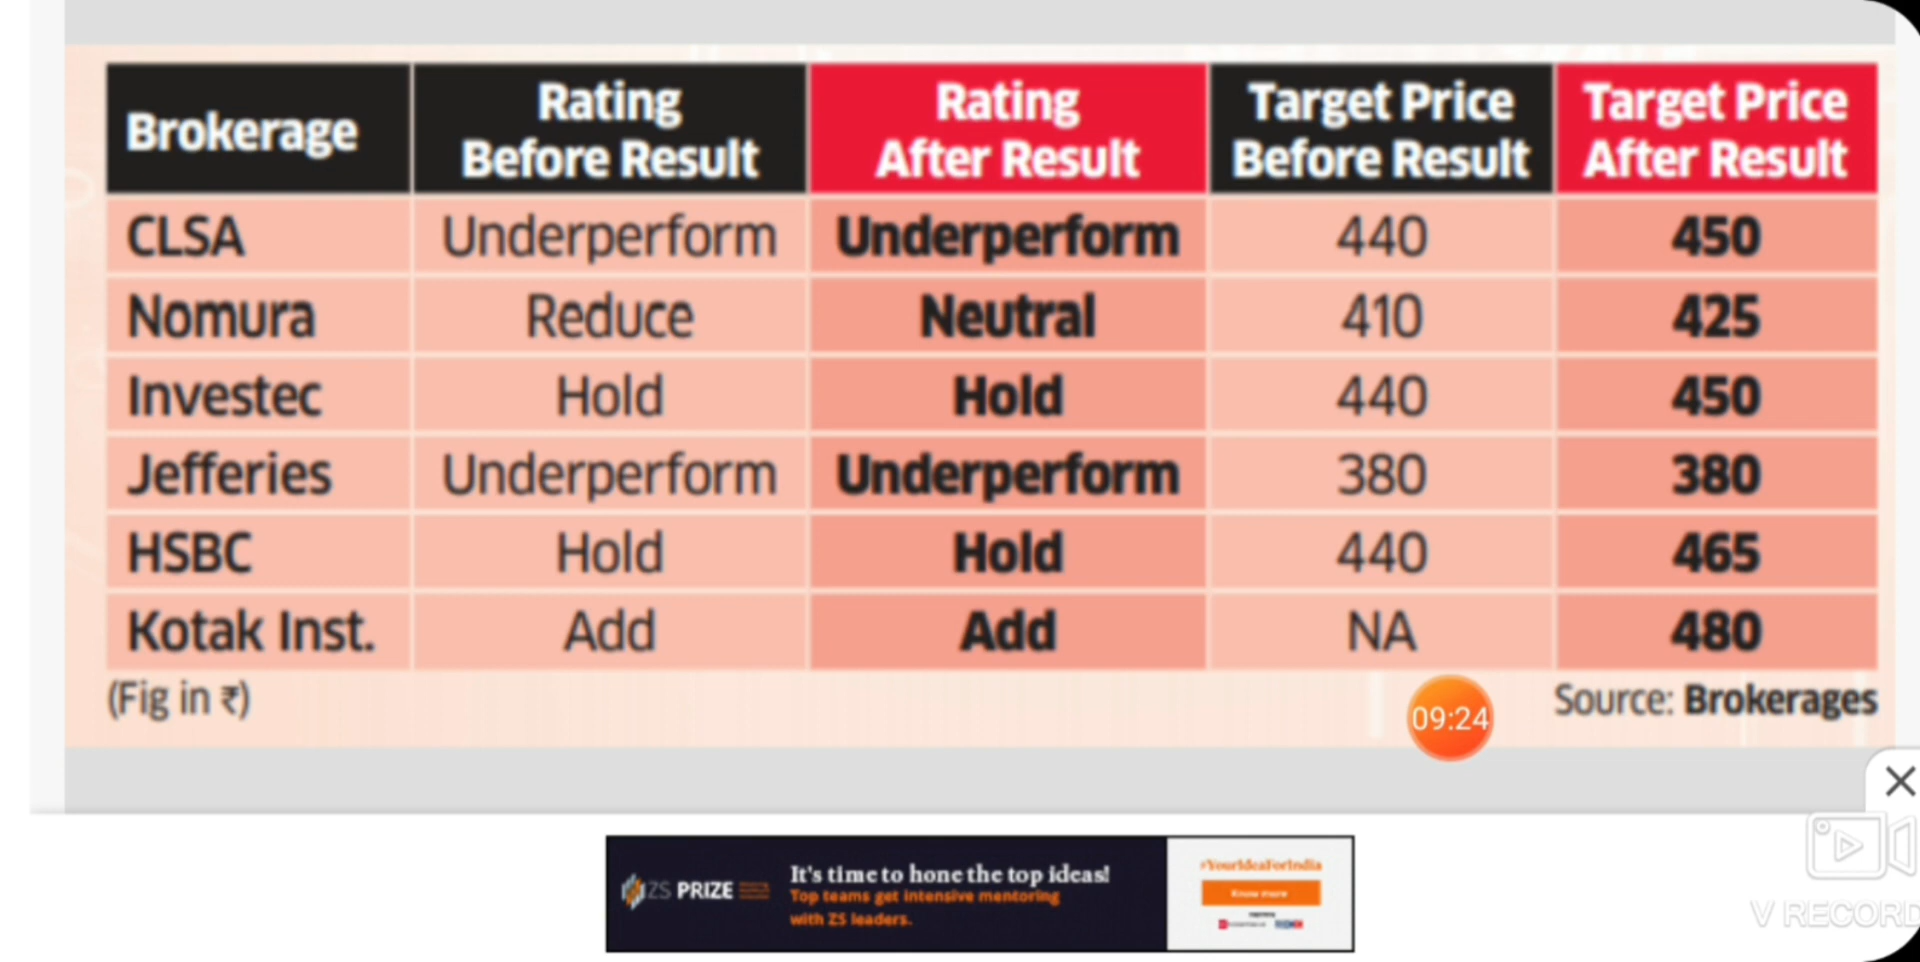 Brokerage Rating Before Result Rating After Result Target Price Before Result Target Price After Result
CLSA Underperform Underperform 440 450
Nomura Reduce Neutral 410 425
Investec Hold Hold 440 450
Jefferies Underperform Underperform 380 380
HSBC Hold Hold 440 465
Kotak Inst. Add Add NA 480
(Fig in ₹) 09:24 Source: Brokerages
ZS PRIZE
It's time to hone the top ideas!
Top teams get intensive mentoring
with ZS leaders.
#YourIdeaForIndia
Know more
V RECORD